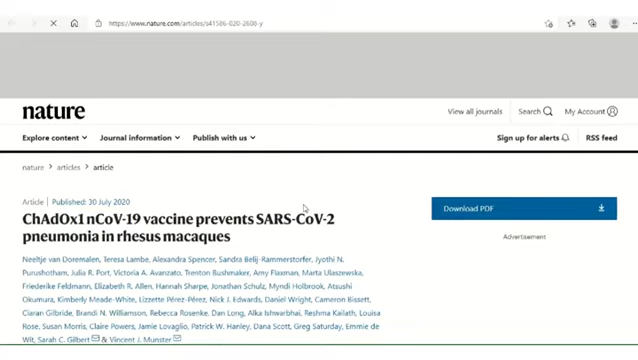 https://www.nature.com/articles/s41586-020-2608-y
nature
View all journals
Search
My Account
Explore content
Journal information
Publish with us
Sign up for alerts
RSS feed
nature > articles > article
Article | Published: 30 July 2020
ChAdOx1 nCoV-19 vaccine prevents SARS-CoV-2
pneumonia in rhesus macaques
Download PDF
Advertisement
Neeltje van Doremalen, Teresa Lambe, Alexandra Spencer, Sandra Belij-Rammerstorfer, Jyothi N.
Purushotham, Julia R. Port, Victoria A. Avanzato, Trenton Bushmaker, Amy Flaxman, Marta Ulaszewska,
Friederike Feldmann, Elizabeth R. Allen, Hannah Sharpe, Jonathan Schulz, Myndi Holbrook, Atsushi
Okumura, Kimberly Meade-White, Lizzette Pérez-Pérez, Nick J. Edwards, Daniel Wright, Cameron Bissett,
Ciaran Gilbride, Brandi N. Williamson, Rebecca Rosenke, Dan Long, Alka Ishwarbhai, Reshma Kailath, Louisa
Rose, Susan Morris, Claire Powers, Jamie Lovaglio, Patrick W. Hanley, Dana Scott, Greg Saturday, Emmie de
Wit, Sarah C. Gilbert & Vincent J. Munster